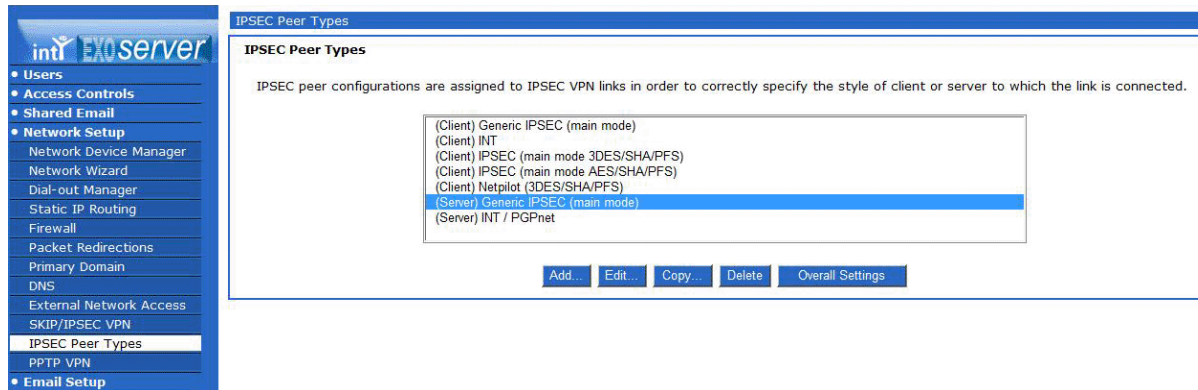 intY EXOserver
• Users
• Access Controls
• Shared Email
• Network Setup
Network Device Manager
Network Wizard
Dial-out Manager
Static IP Routing
Firewall
Packet Redirections
Primary Domain
DNS
External Network Access
SKIP/IPSEC VPN
IPSEC Peer Types
PPTP VPN
• Email Setup
IPSEC Peer Types
IPSEC Peer Types
IPSEC peer configurations are assigned to IPSEC VPN links in order to correctly specify the style of client or server to which the link is connected.
(Client) Generic IPSEC (main mode)
(Client) INT
(Client) IPSEC (main mode 3DES/SHA/PFS)
(Client) IPSEC (main mode AES/SHA/PFS)
(Client) Netpilot (3DES/SHA/PFS)
(Server) Generic IPSEC (main mode)
(Server) INT / PGPnet
Add... Edit... Copy... Delete Overall Settings